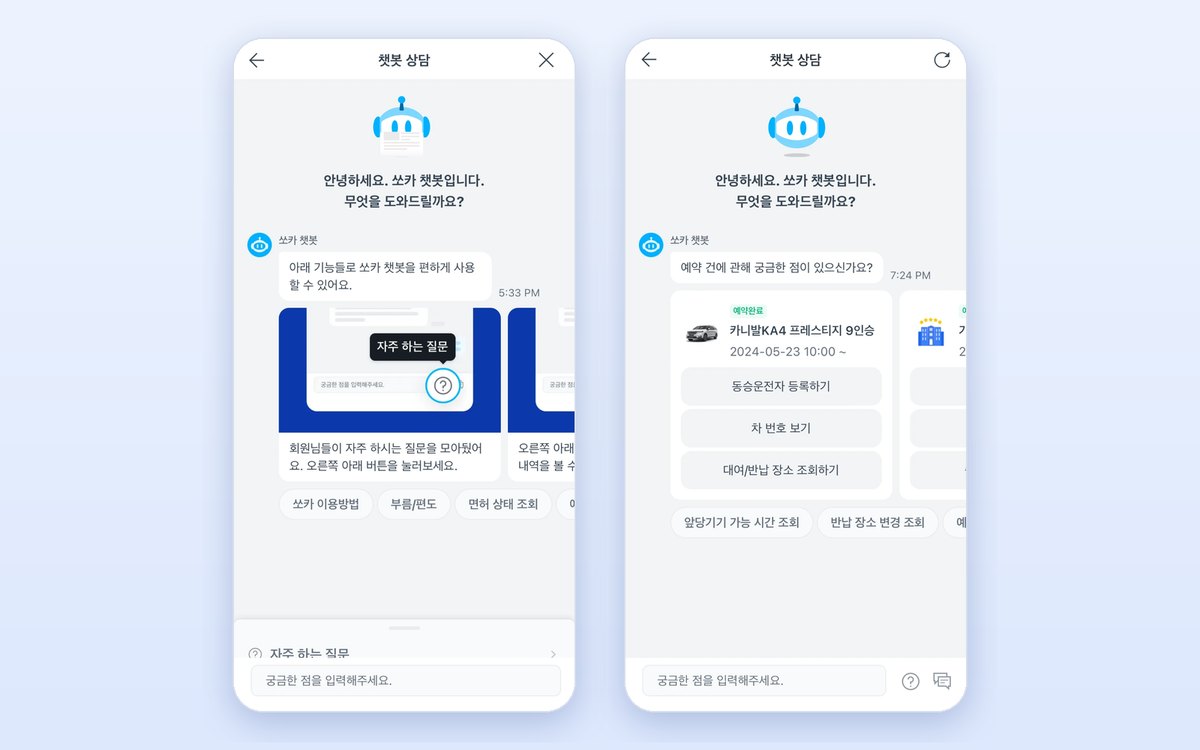 챗봇 상담
안녕하세요. 쏘카 챗봇입니다.
무엇을 도와드릴까요?
쏘카 챗봇
아래 기능들로 쏘카 챗봇을 편하게 사용
할 수 있어요.
5:33 PM
자주 하는 질문
궁금한 점을 입력해주세요.
궁금한 점
회원님들이 자주 하시는 질문을 모아뒀어
요. 오른쪽 아래 버튼을 눌러보세요.
오른쪽 아래
내역을 볼 수
쏘카 이용방법
부름/편도
면허 상태 조회
자주 하는 질문
궁금한 점을 입력해주세요.
챗봇 상담
안녕하세요. 쏘카 챗봇입니다.
무엇을 도와드릴까요?
쏘카 챗봇
예약 건에 관해 궁금한 점이 있으신가요?
7:24 PM
예약완료
카니발KA4 프레스티지 9인승
2024-05-23 10:00 ~
동승운전자 등록하기
차 번호 보기
대여/반납 장소 조회하기
앞당기기 가능 시간 조회
반납 장소 변경 조회
예
궁금한 점을 입력해주세요.